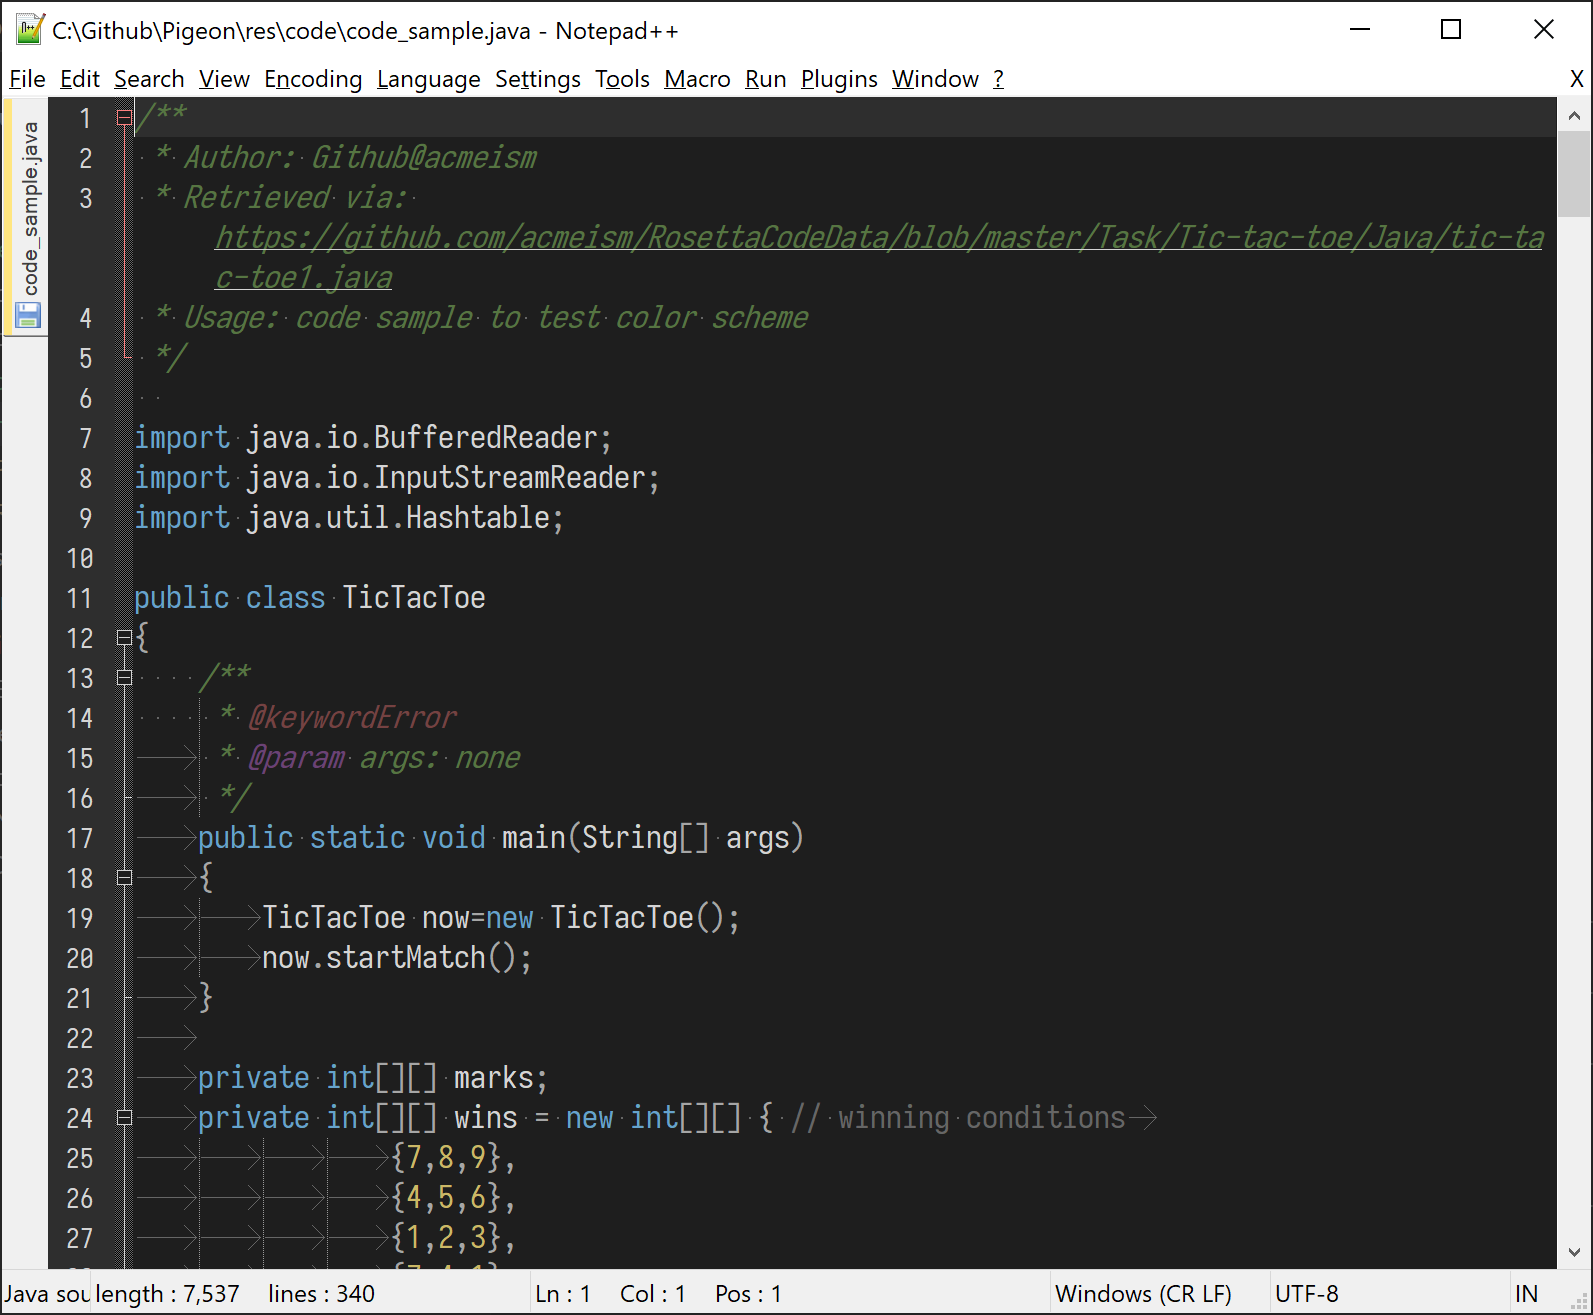 C:\Github\Pigeon\res\code\code_sample.java - Notepad++
File Edit Search View Encoding Language Settings Tools Macro Run Plugins Window ? X
code_sample.java
1 /**
2 * Author: Github@acmeism
3 * Retrieved via:
https://github.com/acmeism/RosettaCodeData/blob/master/Task/Tic-tac-toe/Java/tic-ta
c-toe1.java
4 * Usage: code sample to test color scheme
5 */
6
7 import java.io.BufferedReader;
8 import java.io.InputStreamReader;
9 import java.util.Hashtable;
10
11 public class TicTacToe
12 {
13 /**
14 * @keywordError
15 * @param args: none
16 */
17 public static void main(String[] args)
18 {
19 TicTacToe now=new TicTacToe();
20 now.startMatch();
21 }
22
23 private int[][] marks;
24 private int[][] wins = new int[][] { // winning conditions
25 {7,8,9},
26 {4,5,6},
27 {1,2,3},
Java sou length : 7,537 lines : 340 Ln : 1 Col : 1 Pos : 1 Windows (CR LF) UTF-8 IN